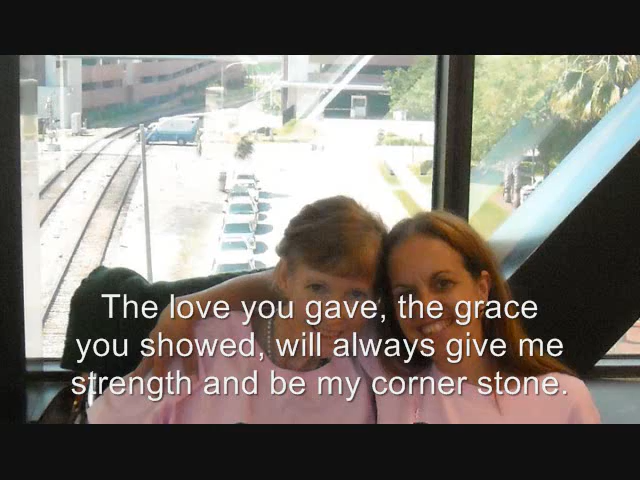 The love you gave, the grace
you showed, will always give me
strength and be my corner stone.